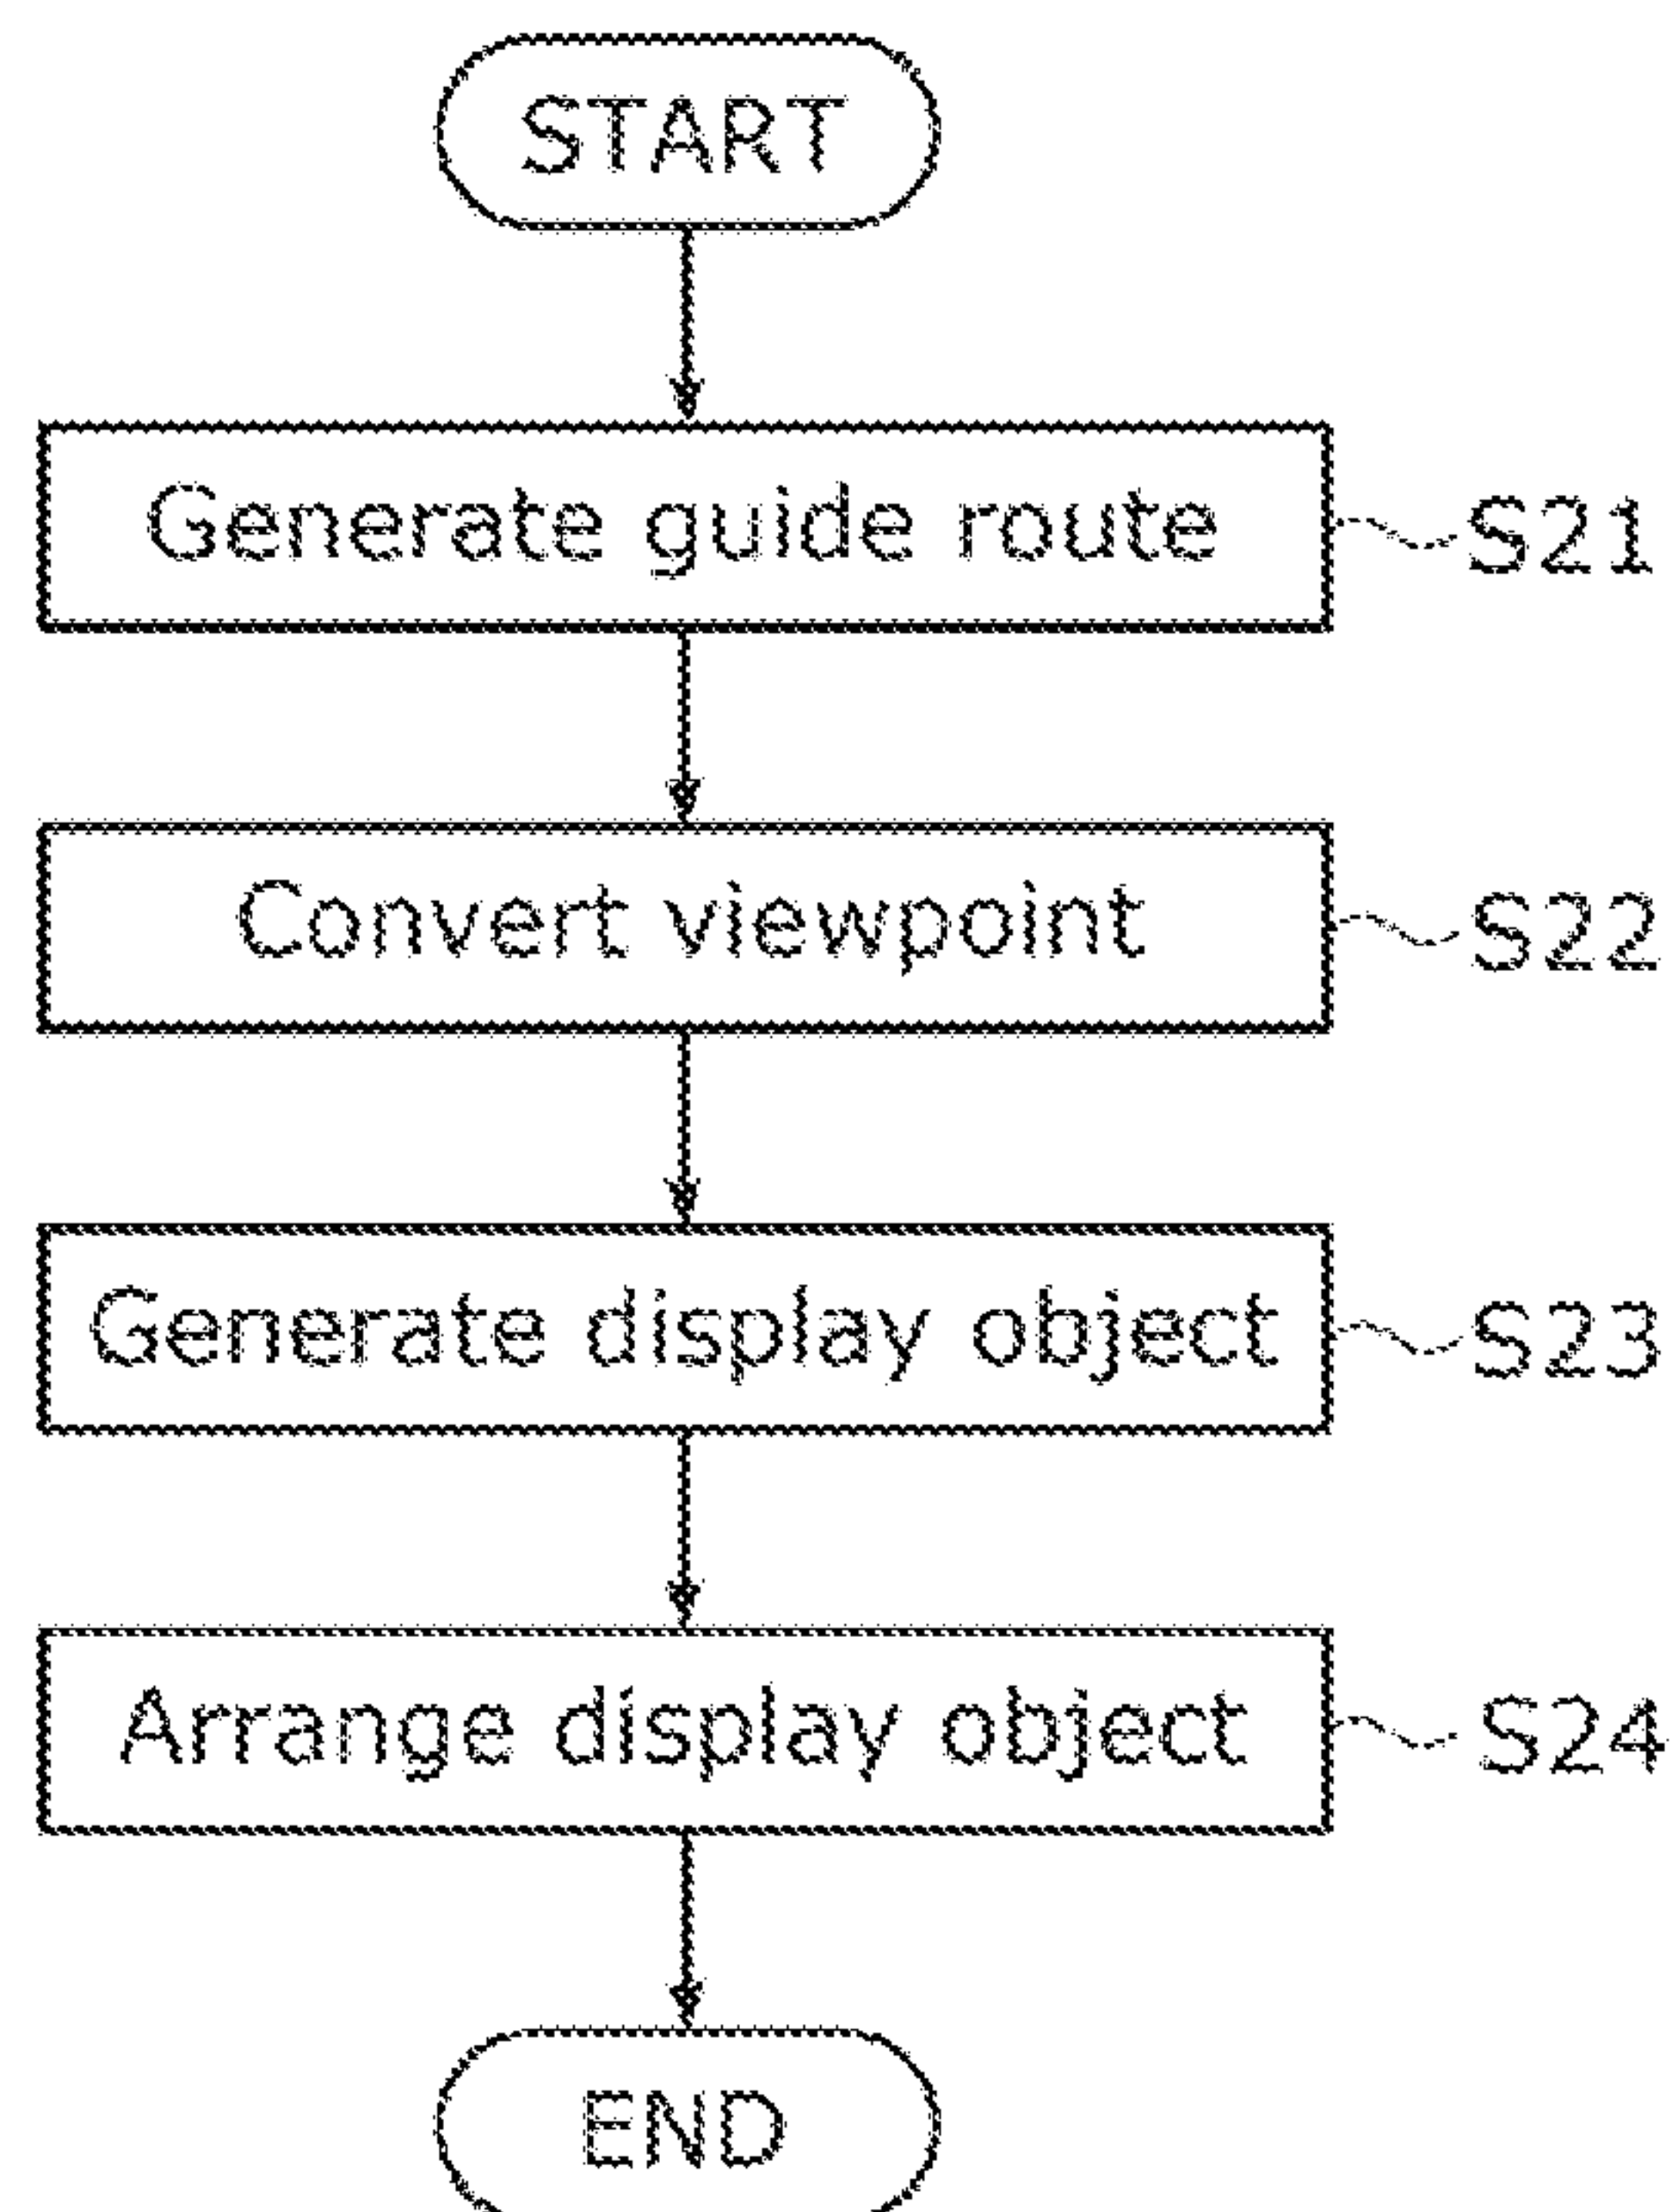 START
Generate guide route
S21
Convert viewpoint
S22
Generate display object
S23
Arrange display object
S24
END